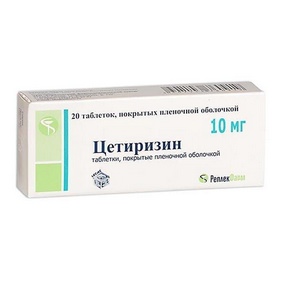 20 таблеток, покрытых пленочной оболочкой
10 мг
Цетиризин
таблетки, покрытые пленочной оболочкой
РеплекФарм